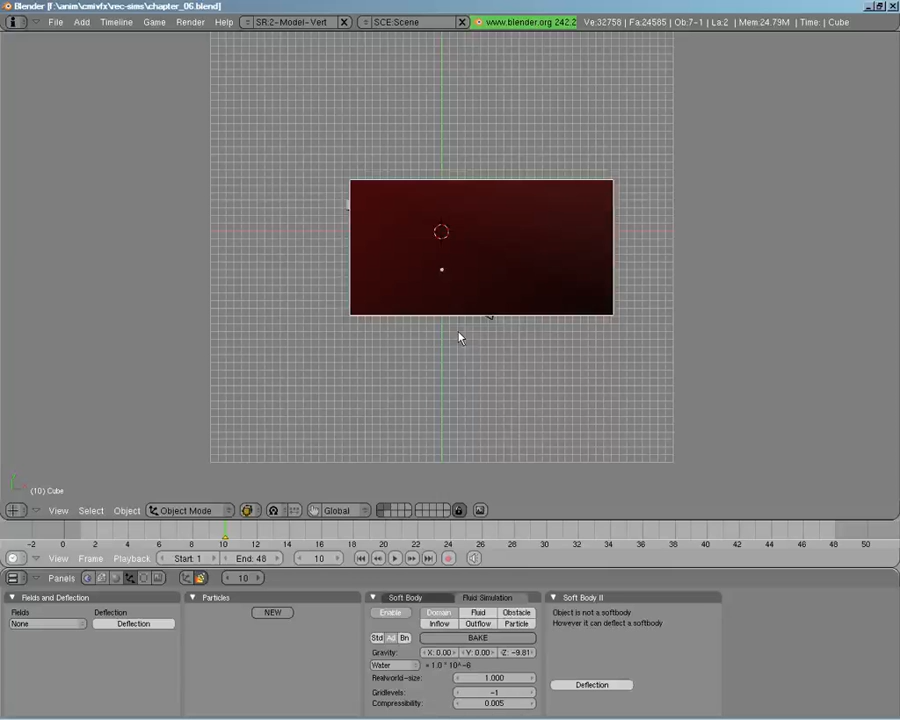 Blender [f:\anim\cmivfx\rec-sims\chapter_06.blend]
File Add Timeline Game Render Help SR:2-Model-Vert X SCE:Scene X www.blender.org 242.2 Ve:32758 | Fa:24585 | Ob:7-1 | La:2 | Mem:24.79M | Time: | Cube
(10) Cube
View Select Object Object Mode Global
-2 0 2 4 6 8 10 12 14 16 18 20 22 24 26 28 30 32 34 36 38 40 42 44 46 48 50
View Frame Playback Start: 1 End: 48 10
Panels 10
Fields and Deflection Particles Soft Body Fluid Simulation Soft Body II
Fields Deflection NEW Enable Domain Fluid Obstacle Object is not a softbody
None Deflection Inflow Outflow Particle However it can deflect a softbody
Std Ad Bn BAKE
Gravity: X: 0.00 Y: 0.00 Z: -9.81
Water = 1.0 * 10^-6
Realworld-size: 1.000
Deflection
Gridlevels: -1
Compressibility: 0.005